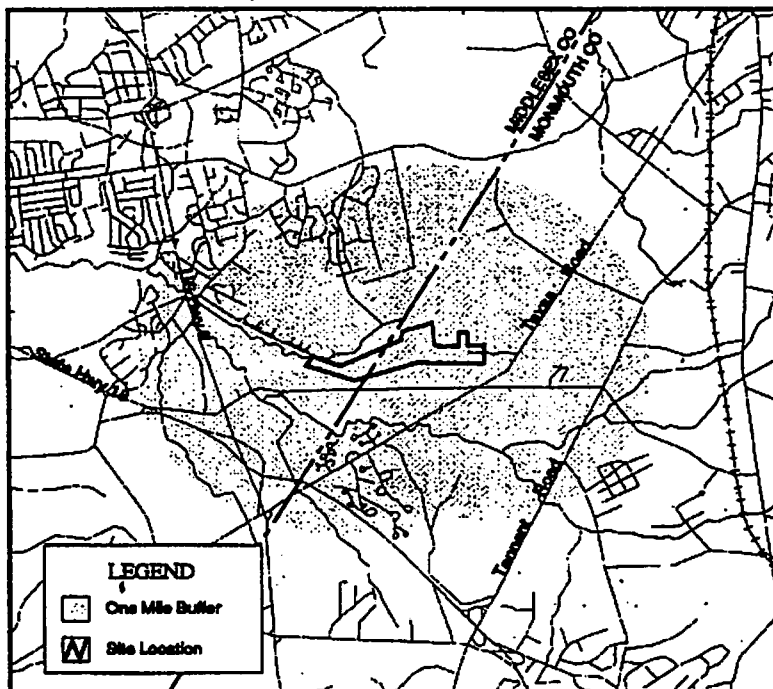 MIDDLESEX CO
MONMOUTH CO
Texas Road
State Hwy 18
Tennent Road
LEGEND
One Mile Buffer
Site Location